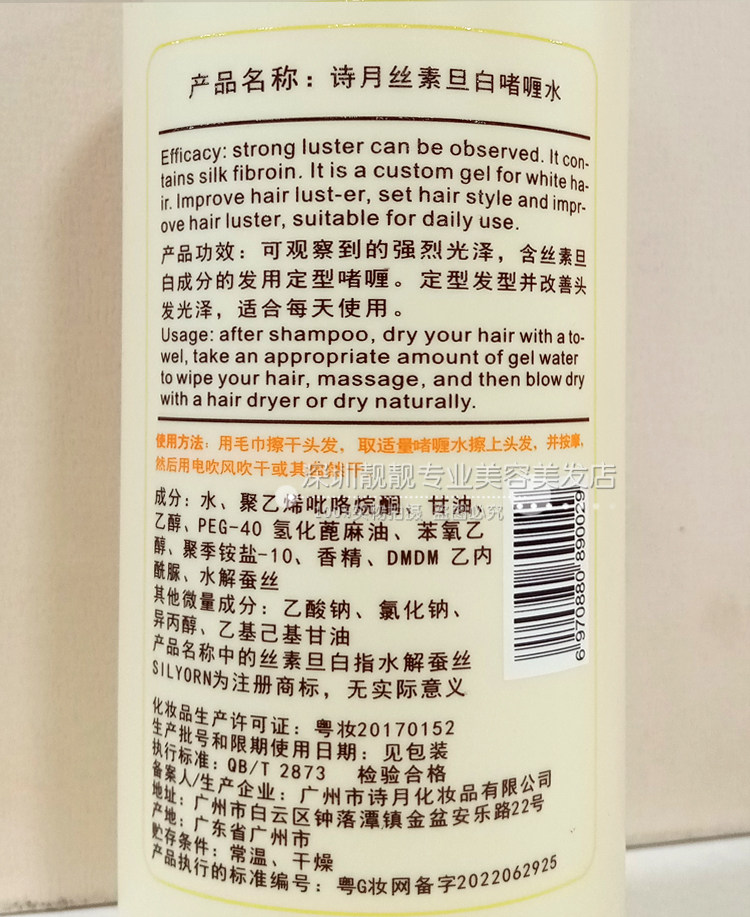 产品名称：诗月丝素旦白啫喱水
Efficacy: strong luster can be observed. It con-
tains silk fibroin. It is a custom gel for white ha-
ir. Improve hair lust-er, set hair style and impr-
ove hair luster, suitable for daily use.
产品功效：可观察到的强烈光泽，含丝素旦
白成分的发用定型啫喱。定型发型并改善头
发光泽，适合每天使用。
Usage: after shampoo, dry your hair with a to-
wel, take an appropriate amount of gel water
to wipe your hair, massage, and then blow dry
with a hair dryer or dry naturally.
使用方法：用毛巾擦干头发，取适量啫喱水擦上头发，并按摩，
然后用电吹风吹干或其
深圳靓靓专业美容美发店
成分：水、聚乙烯吡咯烷酮、甘油、
乙醇、PEG-40 氢化蓖麻油、苯氧乙
醇、聚季铵盐-10、香精、DMDM 乙内
酰脲、水解蚕丝
其他微量成分：乙酸钠、氯化钠、
异丙醇、乙基己基甘油
产品名称中的丝素旦白指水解蚕丝
SILYORN为注册商标，无实际意义
6970880890029
化妆品生产许可证：粤妆20170152
生产批号和限期使用日期：见包装
执行标准：QB/T 2873 检验合格
备案人/生产企业：广州市诗月化妆品有限公司
地址：广州市白云区钟落潭镇金盆安乐路22号
产地：广东省广州市
贮存条件：常温、干燥
产品执行的标准编号：粤G妆网备字2022062925